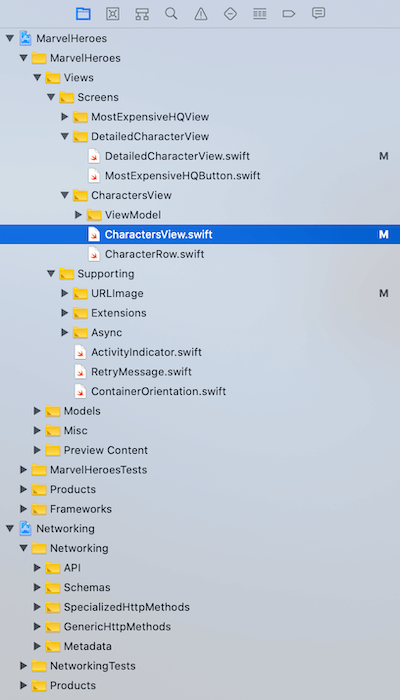 MarvelHeroes
MarvelHeroes
Views
Screens
MostExpensiveHQView
DetailedCharacterView
DetailedCharacterView.swift M
MostExpensiveHQButton.swift
CharactersView
ViewModel
CharactersView.swift M
CharacterRow.swift
Supporting
URLImage M
Extensions
Async
ActivityIndicator.swift
RetryMessage.swift
ContainerOrientation.swift
Models
Misc
Preview Content
MarvelHeroesTests
Products
Frameworks
Networking
Networking
API
Schemas
SpecializedHttpMethods
GenericHttpMethods
Metadata
NetworkingTests
Products